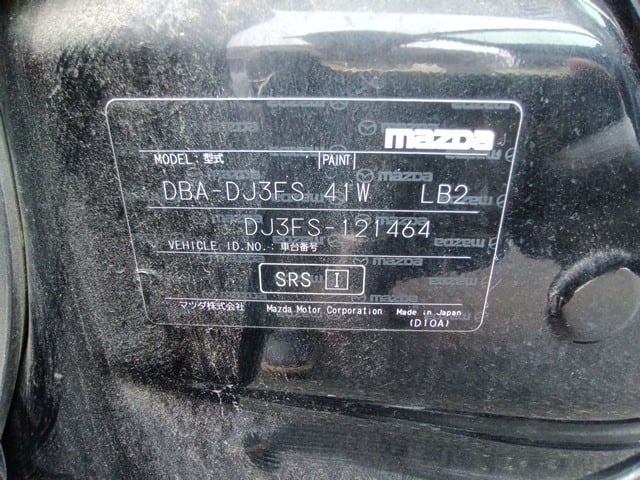 mazda
MODEL: 型式 PAINT
DBA-DJ3FS 41W LB2
DJ3FS-121464
VEHICLE ID.NO.: 車台番号
SRS I
マツダ株式会社 Mazda Motor Corporation Made in Japan
(D10A)